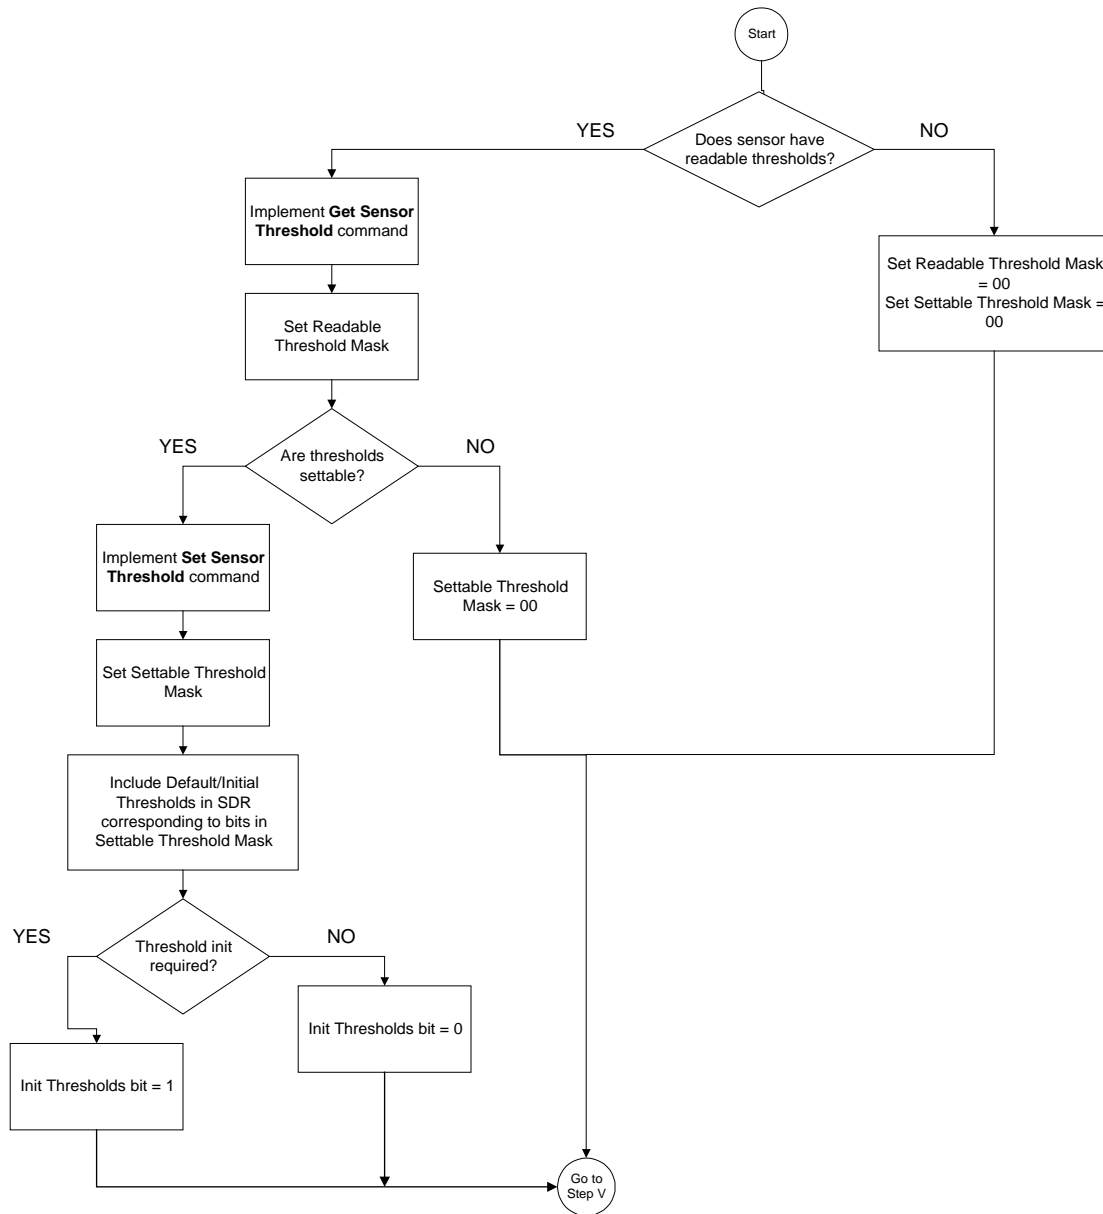 Start
Does sensor have
readable thresholds?
YES
NO
Implement Get Sensor
Threshold command
Set Readable Threshold Mask
= 00
Set Settable Threshold Mask =
00
Set Readable
Threshold Mask
Are thresholds
settable?
YES
NO
Implement Set Sensor
Threshold command
Settable Threshold
Mask = 00
Set Settable Threshold
Mask
Include Default/Initial
Thresholds in SDR
corresponding to bits in
Settable Threshold Mask
Threshold init
required?
YES
NO
Init Thresholds bit = 0
Init Thresholds bit = 1
Go to
Step V